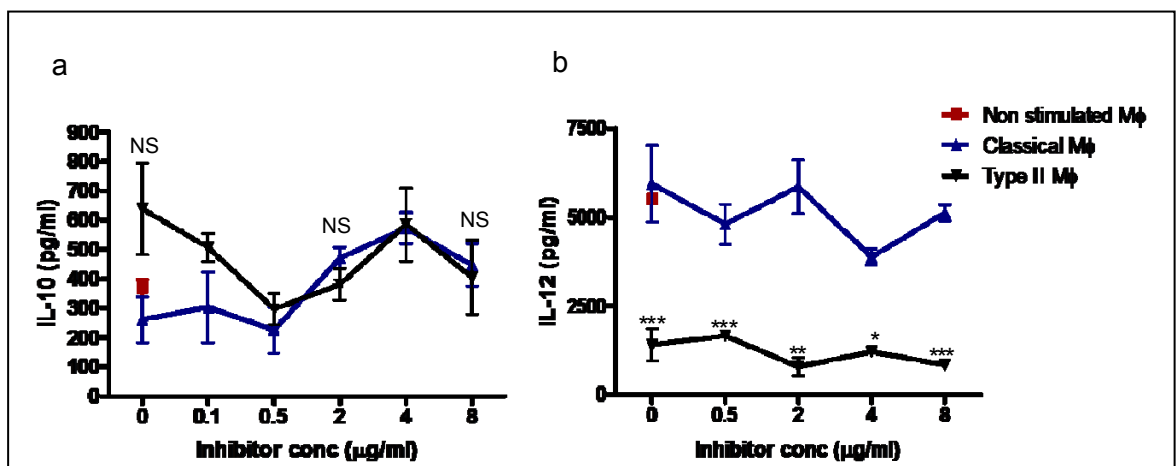 a
IL-10 (pg/ml)
900
800
700
600
500
400
300
200
100
0
NS
NS
NS
0 0.1 0.5 2 4 8
Inhibitor conc (µg/ml)
b
IL-12 (pg/ml)
7500
5000
2500
0
*** *** ** * ***
0 0.5 2 4 8
Inhibitor conc (µg/ml)
Non stimulated Mϕ
Classical Mϕ
Type II Mϕ